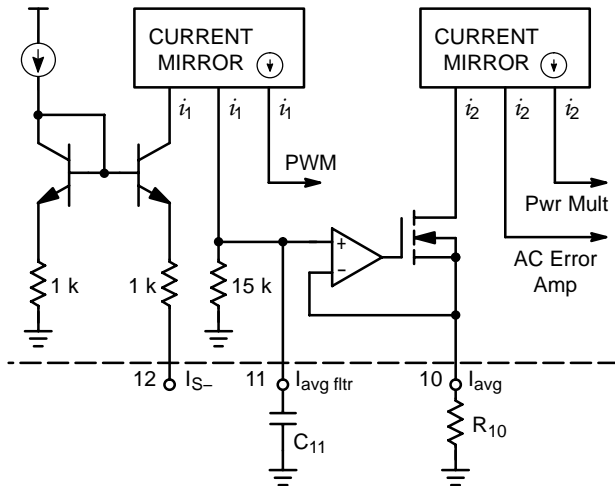 CURRENT
MIRROR
CURRENT
MIRROR
i1
i1
i1
i2
i2
i2
PWM
Pwr Mult
AC Error
Amp
+
−
1 k
1 k
15 k
12
IS−
11
Iavg fltr
10
Iavg
C11
R10